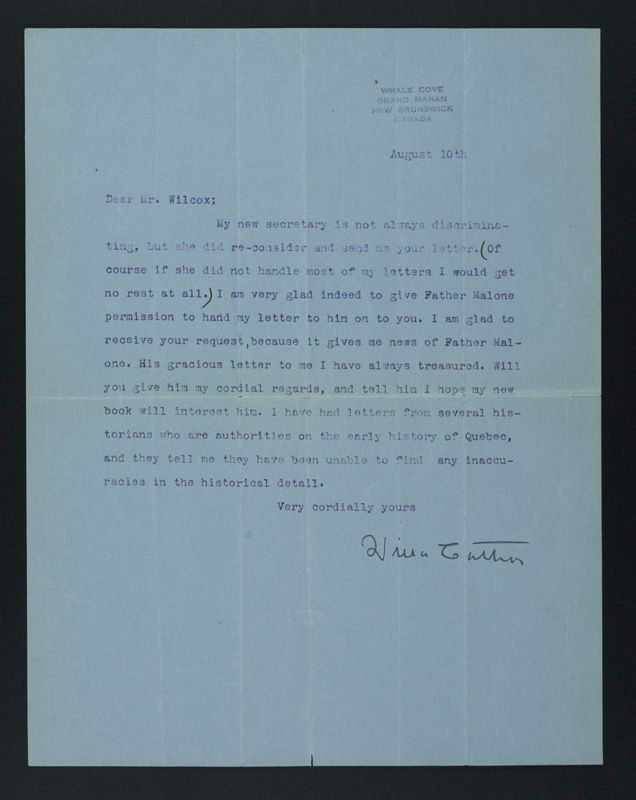 WHALE COVE
GRAND MANAN
NEW BRUNSWICK
CANADA
August 10th
Dear Mr. Wilcox;
My new secretary is not always discrimina-
ting, but she did re-consider and send me your letter.(Of
course if she did not handle most of my letters I would get
no rest at all.) I am very glad indeed to give Father Malone
permission to hand my letter to him on to you. I am glad to
receive your request, because it gives me news of Father Mal-
one. His gracious letter to me I have always treasured. Will
you give him my cordial regards, and tell him I hope my new
book will interest him. I have had letters from several his-
torians who are authorities on the early history of Quebec,
and they tell me they have been unable to find any inaccu-
racies in the historical detail.
Very cordially yours
Willa Cather